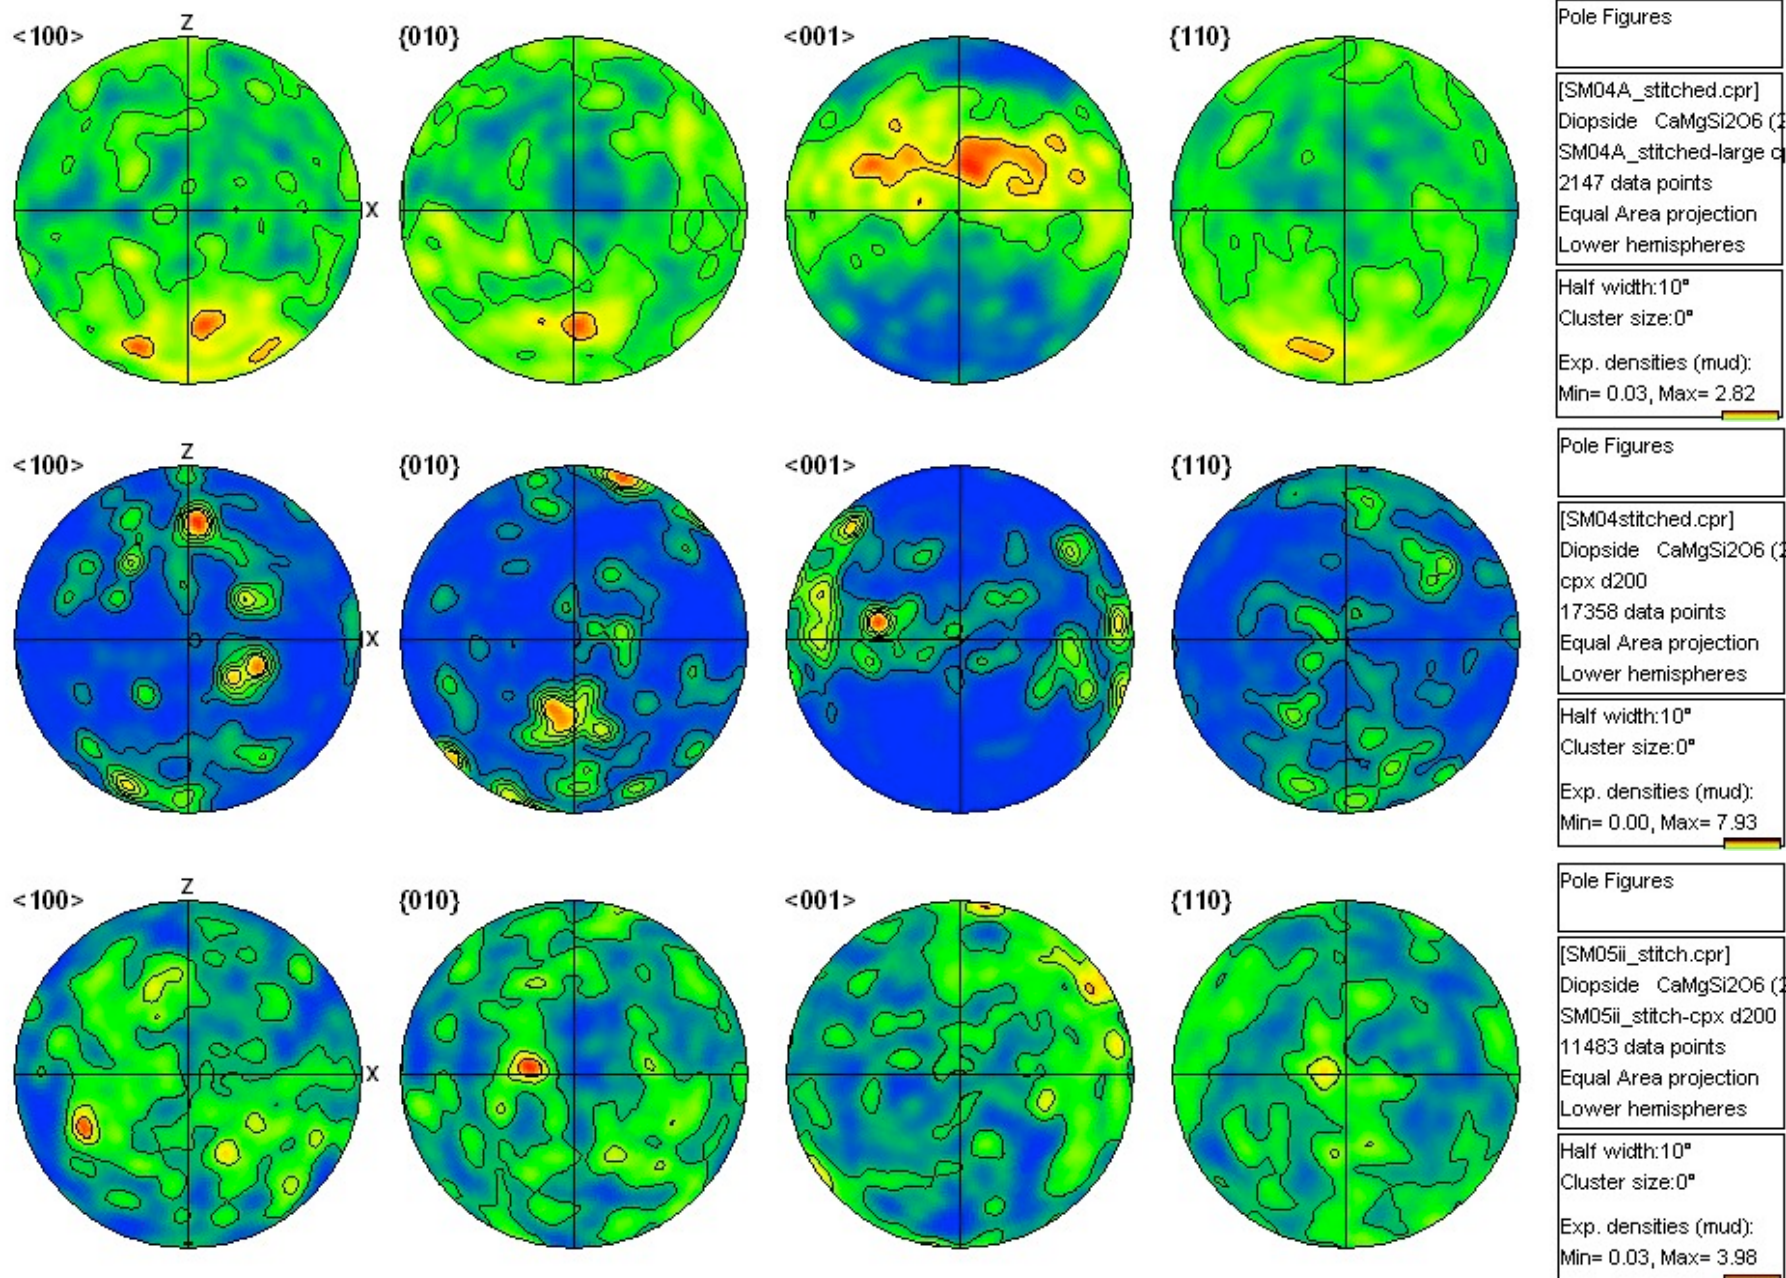 <100>
Z
X
{010}
<001>
{110}
Pole Figures
[SM04A_stitched.cpr]
Diopside CaMgSi2O6 (2
SM04A_stitched-large cp
2147 data points
Equal Area projection
Lower hemispheres
Half width:10°
Cluster size:0°
Exp. densities (mud):
Min= 0.03, Max= 2.82
<100>
Z
X
{010}
<001>
{110}
Pole Figures
[SM04stitched.cpr]
Diopside CaMgSi2O6 (2
cpx d200
17358 data points
Equal Area projection
Lower hemispheres
Half width:10°
Cluster size:0°
Exp. densities (mud):
Min= 0.00, Max= 7.93
<100>
Z
X
{010}
<001>
{110}
Pole Figures
[SM05ii_stitch.cpr]
Diopside CaMgSi2O6 (2
SM05ii_stitch-cpx d200
11483 data points
Equal Area projection
Lower hemispheres
Half width:10°
Cluster size:0°
Exp. densities (mud):
Min= 0.03, Max= 3.98